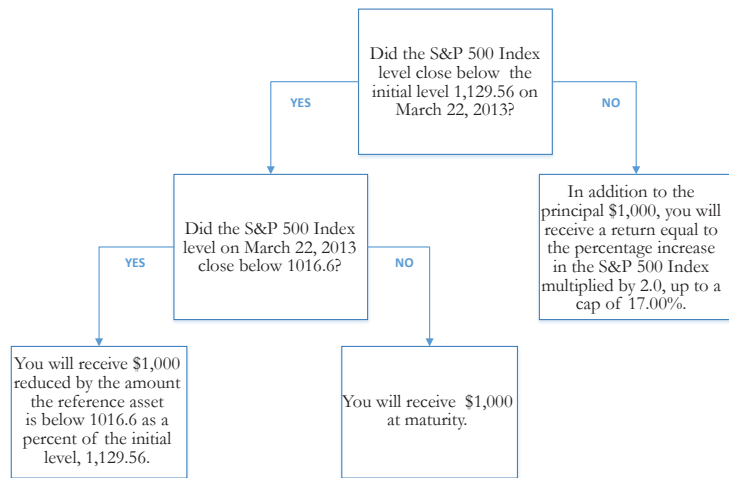 Did the S&P 500 Index
level close below the
initial level 1,129.56 on
March 22, 2013?
YES
NO
Did the S&P 500 Index
level on March 22, 2013
close below 1016.6?
In addition to the
principal $1,000, you will
receive a return equal to
the percentage increase
in the S&P 500 Index
multiplied by 2.0, up to a
cap of 17.00%.
YES
NO
You will receive $1,000
reduced by the amount
the reference asset
is below 1016.6 as a
percent of the initial
level, 1,129.56.
You will receive $1,000
at maturity.